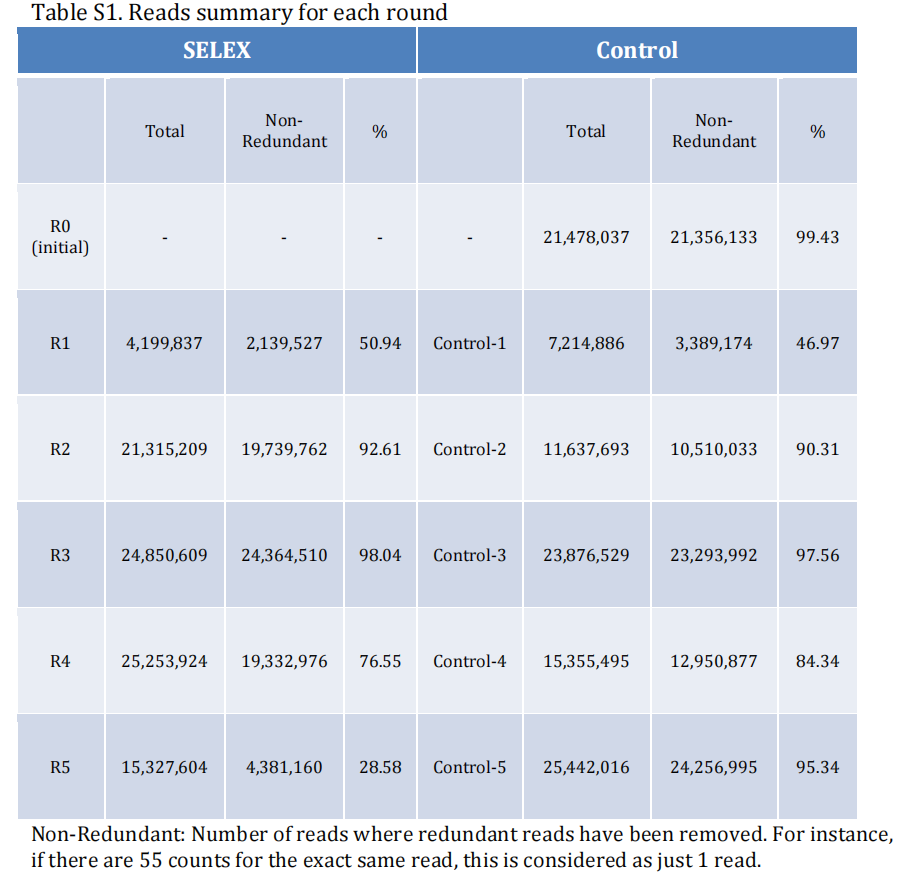 Table S1. Reads summary for each round
SELEX Control
Total Non-Redundant % Total Non-Redundant %
R0 (initial) - - - - 21,478,037 21,356,133 99.43
R1 4,199,837 2,139,527 50.94 Control-1 7,214,886 3,389,174 46.97
R2 21,315,209 19,739,762 92.61 Control-2 11,637,693 10,510,033 90.31
R3 24,850,609 24,364,510 98.04 Control-3 23,876,529 23,293,992 97.56
R4 25,253,924 19,332,976 76.55 Control-4 15,355,495 12,950,877 84.34
R5 15,327,604 4,381,160 28.58 Control-5 25,442,016 24,256,995 95.34
Non-Redundant: Number of reads where redundant reads have been removed. For instance,
if there are 55 counts for the exact same read, this is considered as just 1 read.